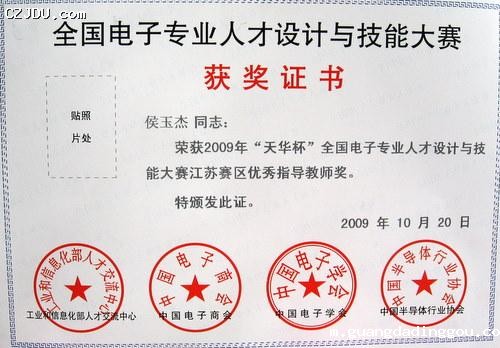 CZJDU.com
全国电子专业人才设计与技能大赛
获奖证书
贴照
片处
侯玉杰 同志:
荣获2009年“天华杯”全国电子专业人才设计与技
能大赛江苏赛区优秀指导教师奖。
特颁发此证。
2009 年 10 月 20 日
工业和信息化部人才交流中心
中国电子商会
中国电子学会
中国半导体行业协会
工业和信息化部人才交流中心
中国电子商会
中国电子学会
中国半导体行业协会
m.guangdadinggou.com